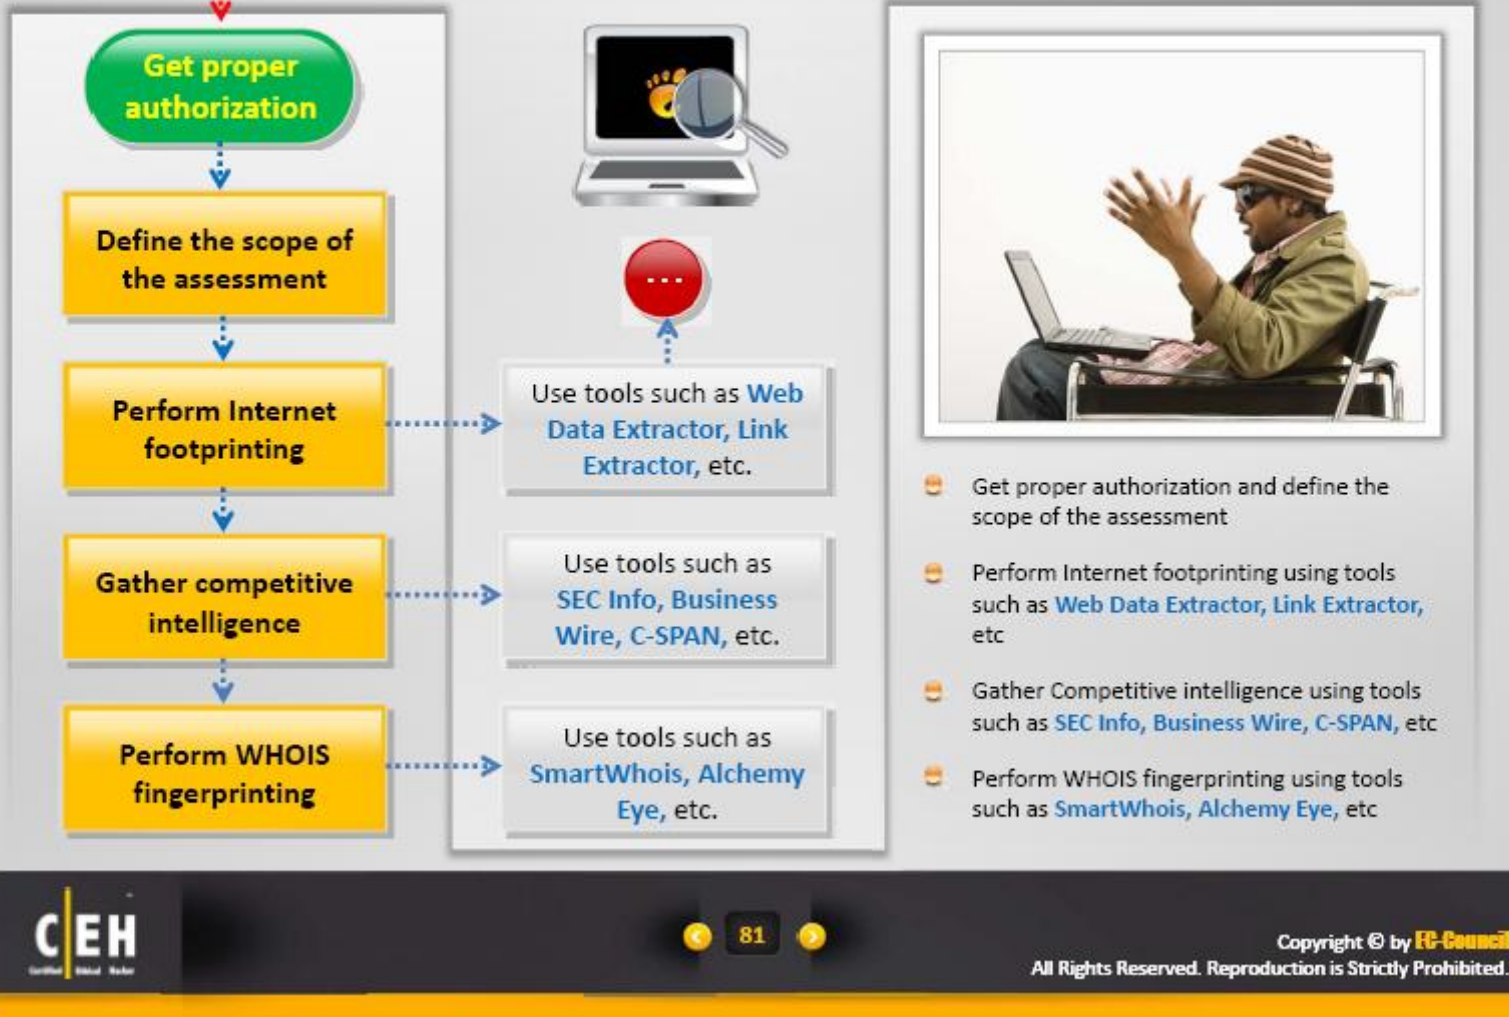 Get proper
authorization
Define the scope of
the assessment
Perform Internet
footprinting
Gather competitive
intelligence
Perform WHOIS
fingerprinting
...
Use tools such as Web
Data Extractor, Link
Extractor, etc.
Use tools such as
SEC Info, Business
Wire, C-SPAN, etc.
Use tools such as
SmartWhois, Alchemy
Eye, etc.
Get proper authorization and define the
scope of the assessment
Perform Internet footprinting using tools
such as Web Data Extractor, Link Extractor,
etc
Gather Competitive intelligence using tools
such as SEC Info, Business Wire, C-SPAN, etc
Perform WHOIS fingerprinting using tools
such as SmartWhois, Alchemy Eye, etc
C|EH
Certified Ethical Hacker
81
Copyright © by EC-Council
All Rights Reserved. Reproduction is Strictly Prohibited.